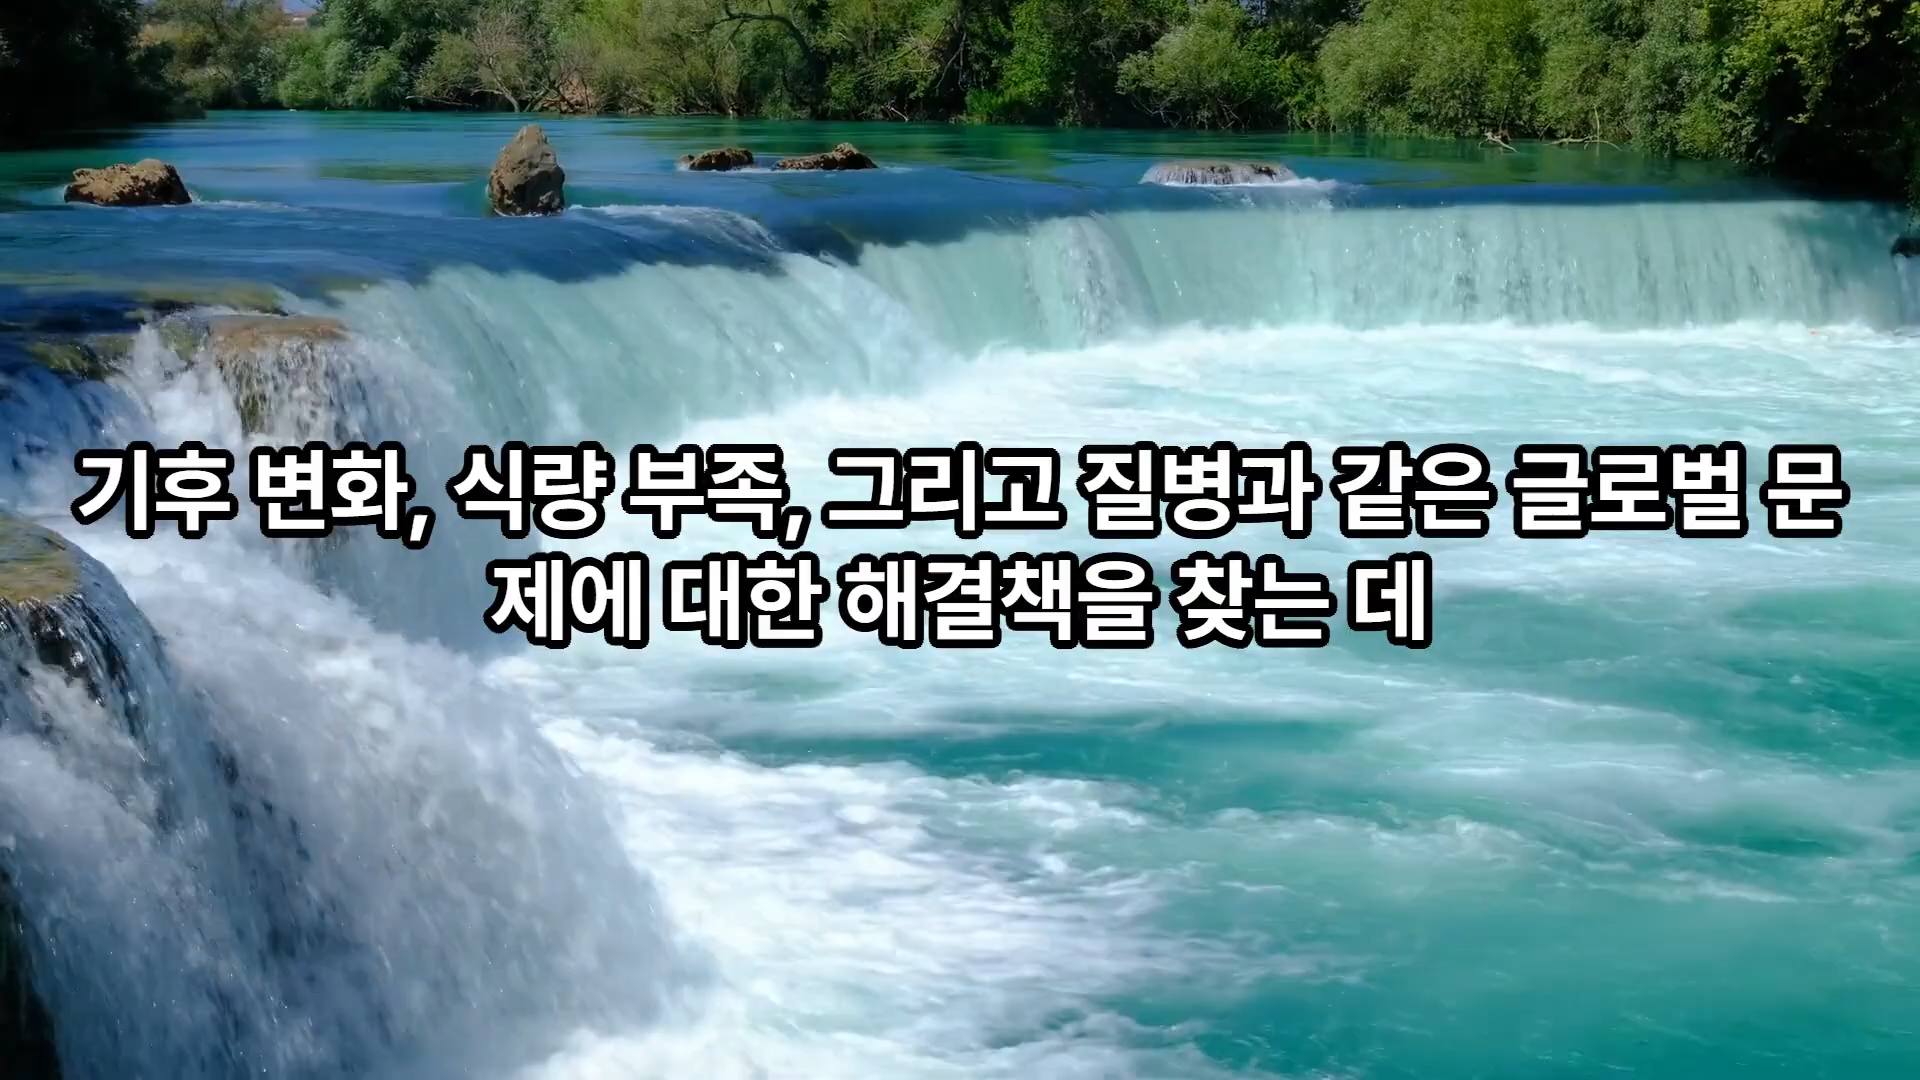 기후 변화, 식량 부족, 그리고 질병과 같은 글로벌 문
제에 대한 해결책을 찾는 데